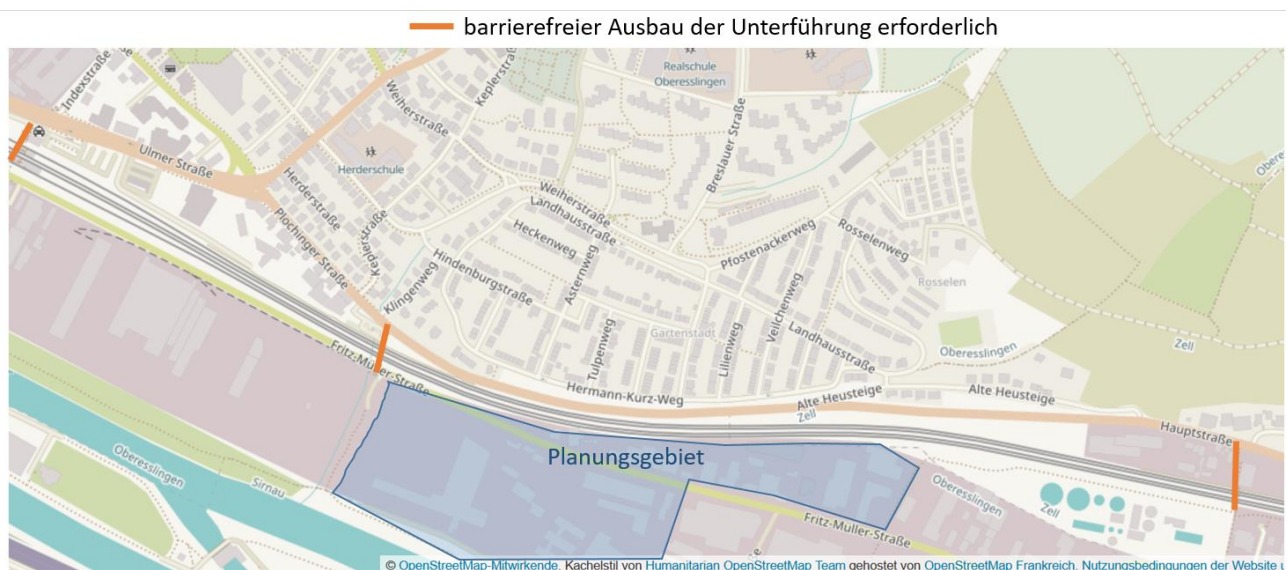 barrierefreier Ausbau der Unterführung erforderlich
Indexstraße
Weiherstraße
Keplerstraße
Realschule
Oberesslingen
Breslauer Straße
Ulmer Straße
Herderschule
Herderstraße
Plochinger Straße
Keplerstraße
Klingenweg
Weiherstraße
Landhausstraße
Heckenweg
Hindenburgstraße
Asternweg
Pfostenackerweg
Rosselenweg
Rosselen
Obere
Gartenstadt
Tulpenweg
Lilienweg
Veilchenweg
Landhausstraße
Oberesslingen
Zell
Fritz-Müller-Straße
Hermann-Kurz-Weg
Alte Heusteige
Zell
Alte Heusteige
Hauptstraße
Planungsgebiet
Oberesslingen
Sirnau
Oberesslingen
Zell
Fritz-Müller-Straße
© OpenStreetMap-Mitwirkende. Kachelstil von Humanitarian OpenStreetMap Team gehostet von OpenStreetMap Frankreich. Nutzungsbedingungen der Website